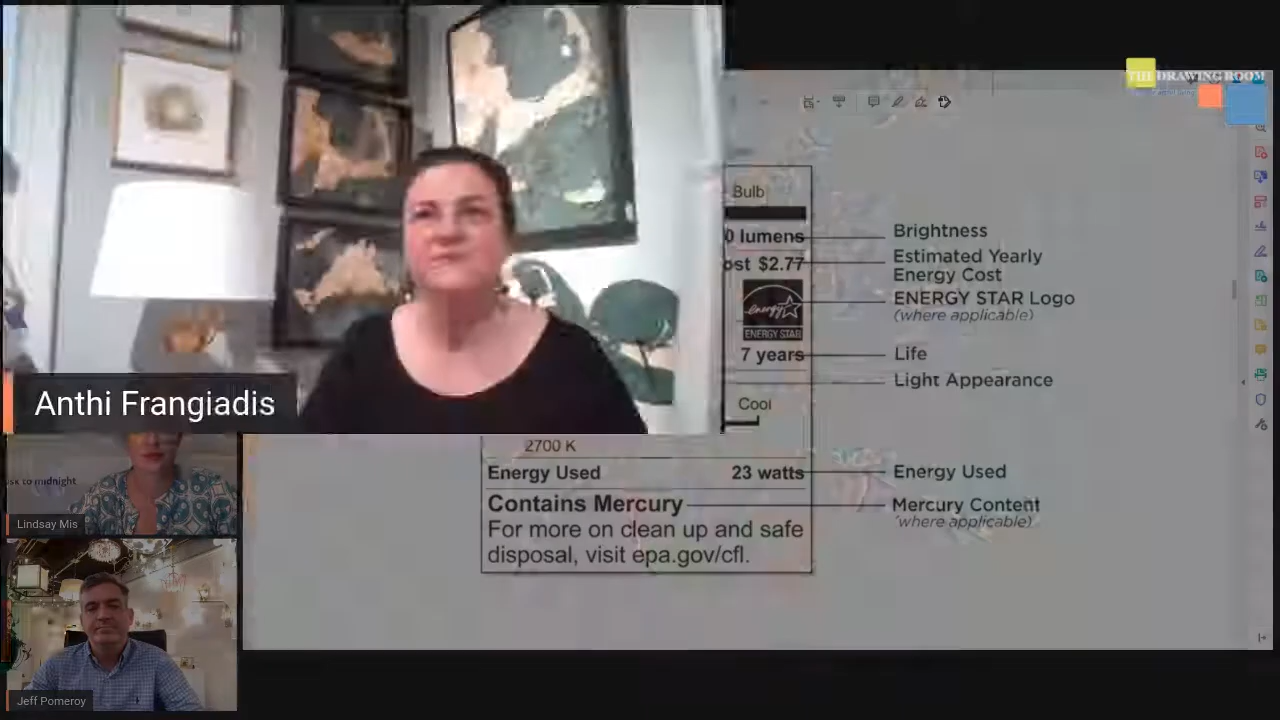 THE DRAWING ROOM
Bulb
0 lumens
Brightness
ost $2.77
Estimated Yearly
Energy Cost
energy
ENERGY STAR
ENERGY STAR Logo
(where applicable)
7 years
Life
Light Appearance
Cool
Anthi Frangiadis
2700 K
Energy Used
23 watts
Energy Used
Contains Mercury
Mercury Content
(where applicable)
For more on clean up and safe
disposal, visit epa.gov/cfl.
to midnight
Lindsay Mis
Jeff Pomeroy